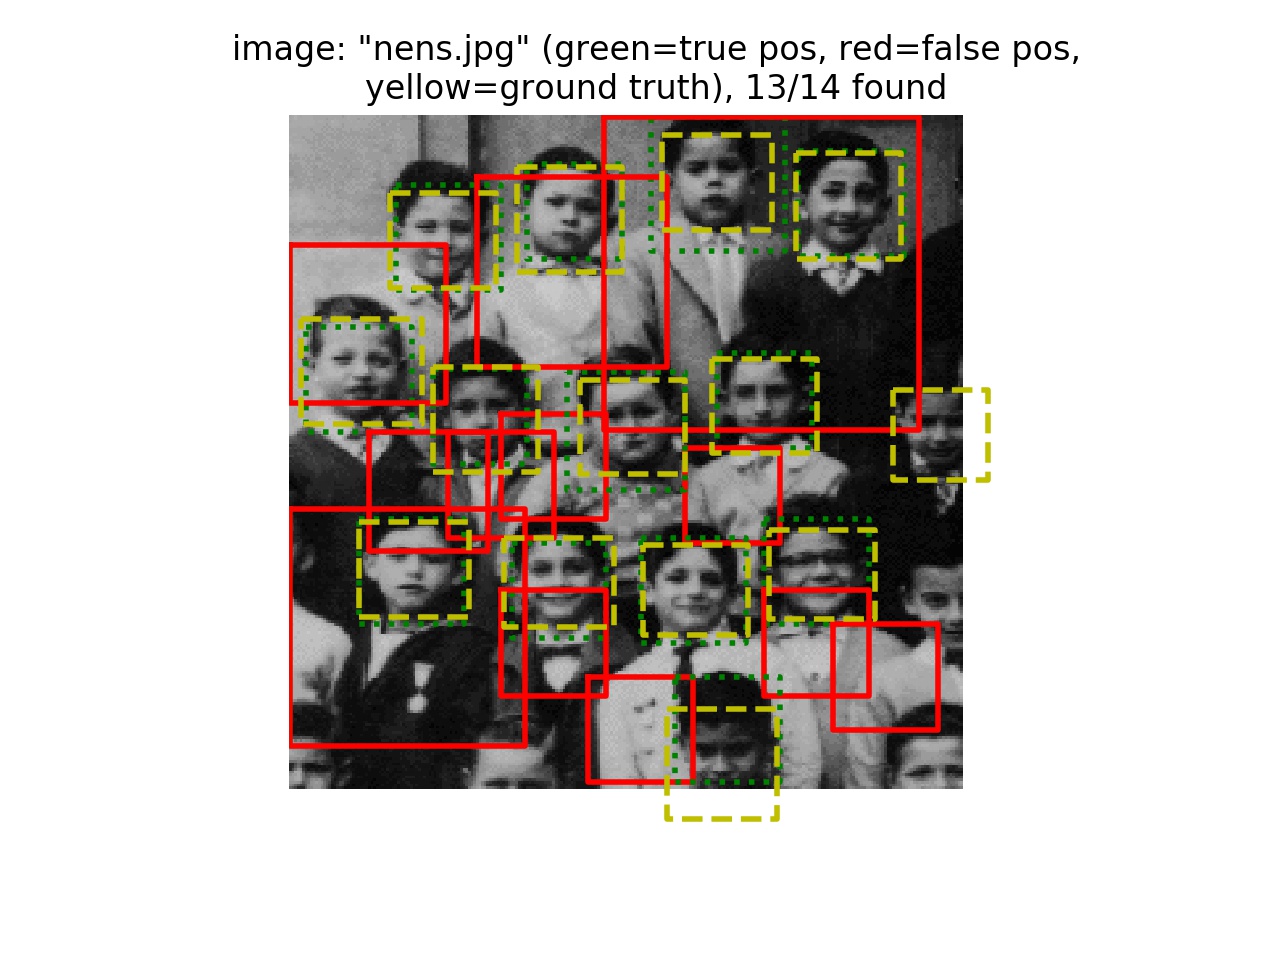 image: "nens.jpg" (green=true pos, red=false pos,
yellow=ground truth), 13/14 found